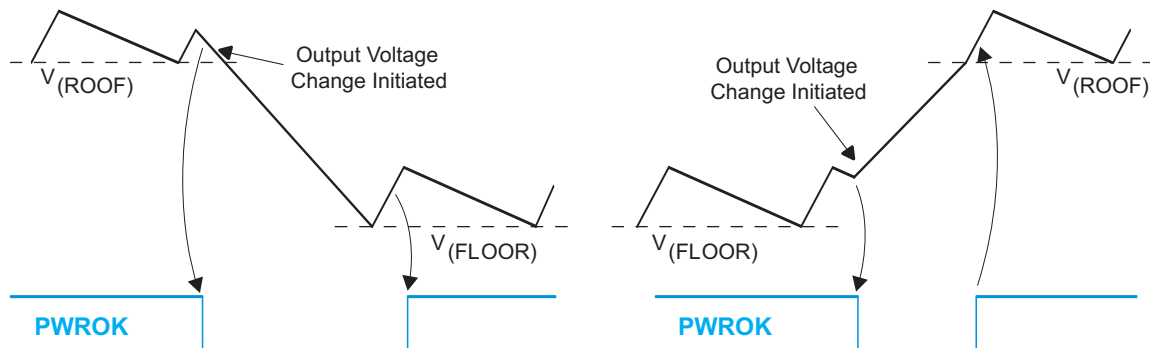 Output Voltage
Change Initiated
V(ROOF)
V(FLOOR)
PWROK
Output Voltage
Change Initiated
V(ROOF)
V(FLOOR)
PWROK